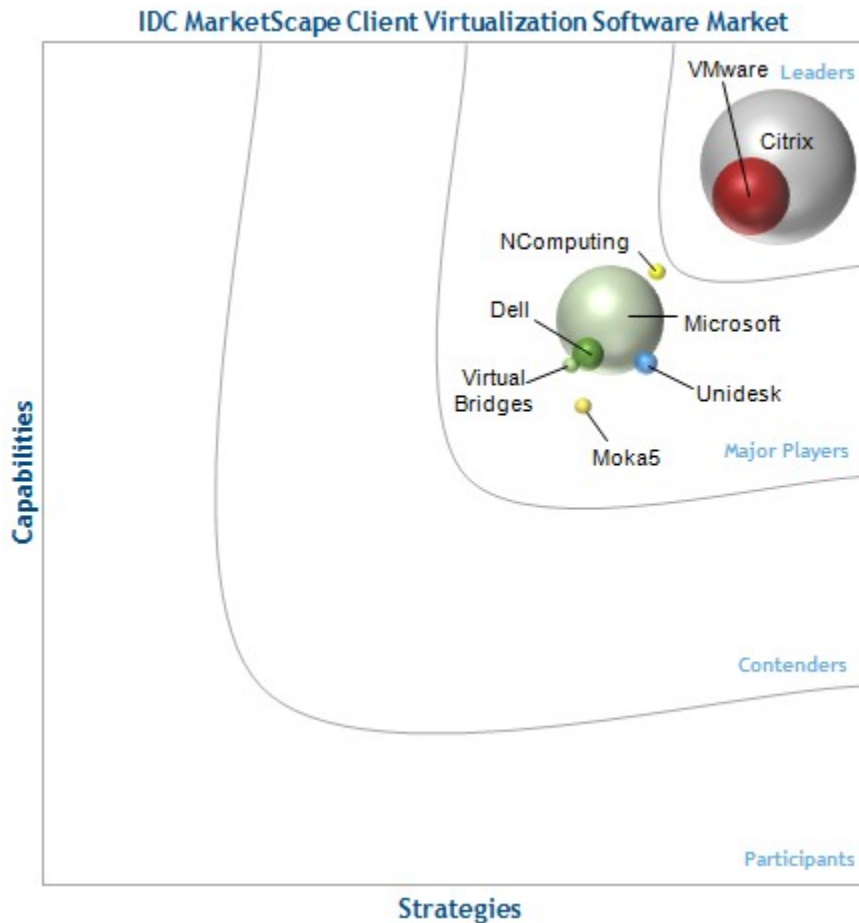 IDC MarketScape Client Virtualization Software Market
VMware
Leaders
Citrix
NComputing
Dell
Microsoft
Virtual
Bridges
Unidesk
Moka5
Major Players
Capabilities
Contenders
Participants
Strategies